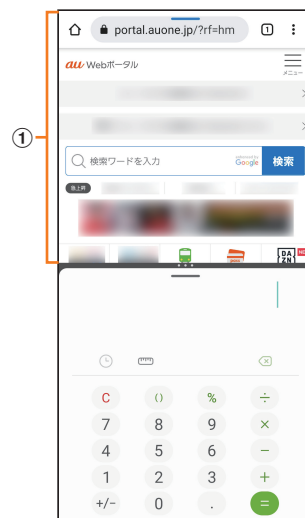 ①
portal.auone.jp/?rf=hm 1
au Webポータル
メニュー
検索ワードを入力 Google 検索
急上昇
DAZN
C () % ÷
7 8 9 ×
4 5 6 −
1 2 3 +
+/− 0 . =